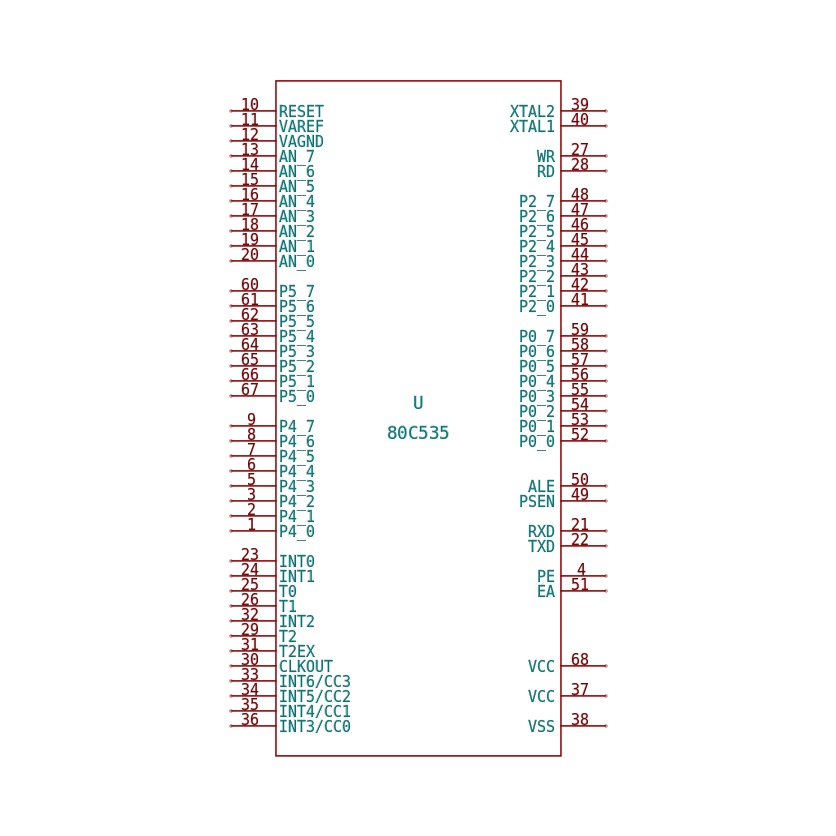 10 RESET XTAL2 39
11 VAREF XTAL1 40
12 VAGND
13 AN_7 WR 27
14 AN_6 RD 28
15 AN_5
16 AN_4 P2_7 48
17 AN_3 P2_6 47
18 AN_2 P2_5 46
19 AN_1 P2_4 45
20 AN_0 P2_3 44
P2_2 43
60 P5_7 P2_1 42
61 P5_6 P2_0 41
62 P5_5
63 P5_4 P0_7 59
64 P5_3 P0_6 58
65 P5_2 P0_5 57
66 P5_1 P0_4 56
67 P5_0 P0_3 55
U
P0_2 54
9 P4_7 P0_1 53
80C535
8 P4_6 P0_0 52
7 P4_5
6 P4_4
5 P4_3 ALE 50
3 P4_2 PSEN 49
2 P4_1
1 P4_0 RXD 21
TXD 22
23 INT0
24 INT1 PE 4
25 T0 EA 51
26 T1
32 INT2
29 T2
31 T2EX
30 CLKOUT VCC 68
33 INT6/CC3
34 INT5/CC2 VCC 37
35 INT4/CC1
36 INT3/CC0 VSS 38